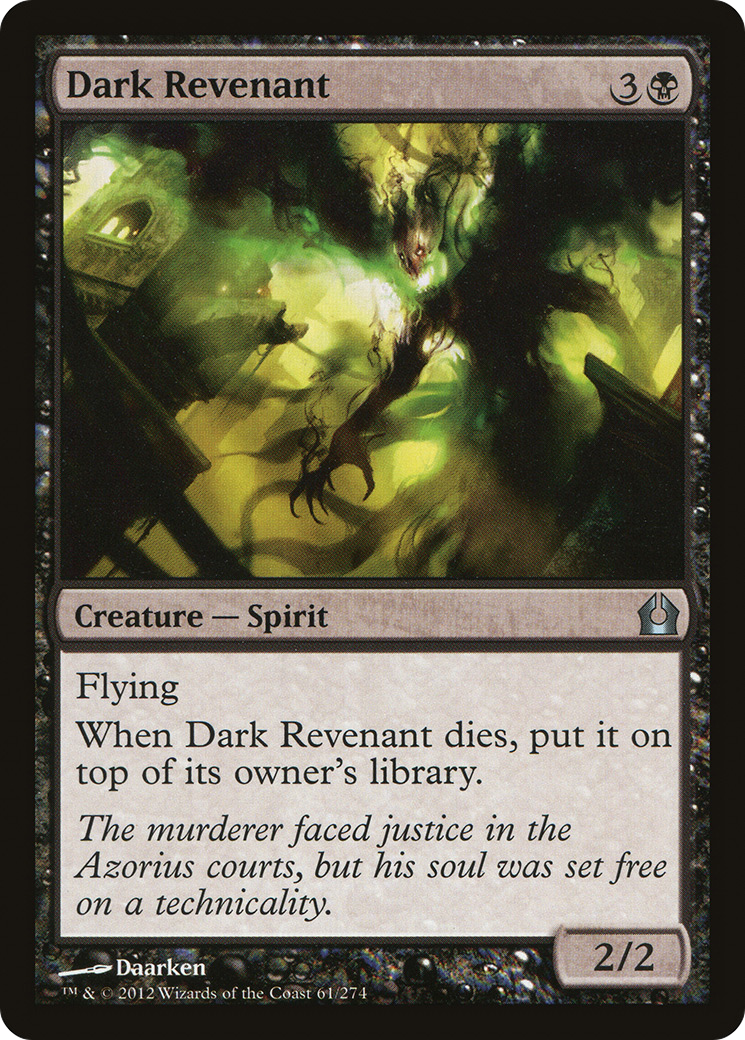 Dark Revenant 3
Creature — Spirit
Flying
When Dark Revenant dies, put it on
top of its owner's library.
The murderer faced justice in the
Azorius courts, but his soul was set free
on a technicality.
2/2
Daarken
™ & © 2012 Wizards of the Coast 61/274